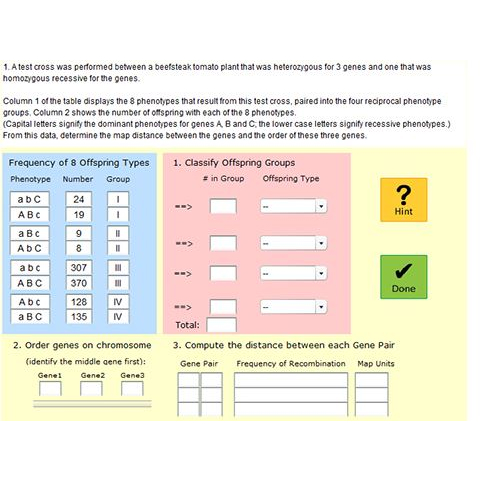 1. A test cross was performed between a beefsteak tomato plant that was heterozygous for 3 genes and one that was
homozygous recessive for the genes.
Column 1 of the table displays the 8 phenotypes that result from this test cross, paired into the four reciprocal phenotype
groups. Column 2 shows the number of offspring with each of the 8 phenotypes.
(Capital letters signify the dominant phenotypes for genes A, B and C; the lower case letters signify recessive phenotypes.)
From this data, determine the map distance between the genes and the order of these three genes.
Frequency of 8 Offspring Types
Phenotype Number Group
a b C 24 I
A B c 19 I
a B c 9 II
A b C 8 II
a b c 307 III
A B C 370 III
A b c 128 IV
a B C 135 IV
1. Classify Offspring Groups
# in Group Offspring Type
==> --
==> --
==> --
==> --
Total:
?
Hint
Done
2. Order genes on chromosome
(identify the middle gene first):
Gene1 Gene2 Gene3
3. Compute the distance between each Gene Pair
Gene Pair Frequency of Recombination Map Units